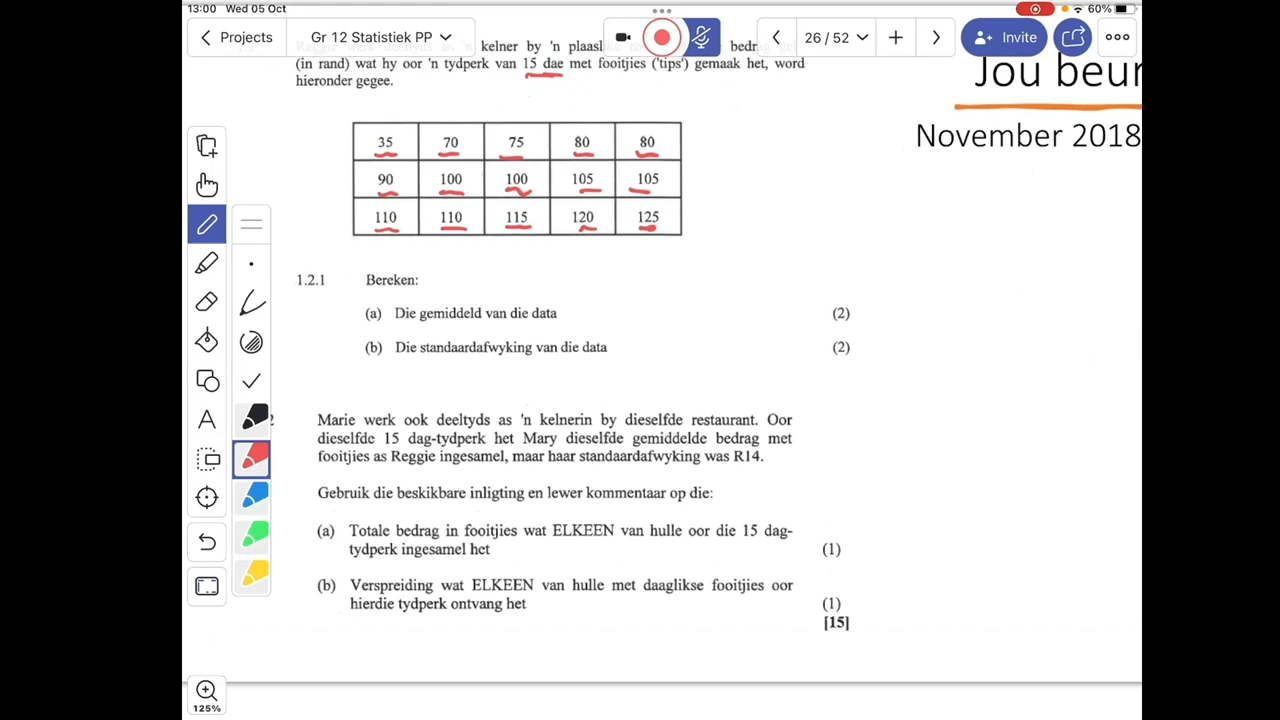 13:00 Wed 05 Oct
60%
Projects
Gr 12 Statistiek PP
26 / 52
Invite
kelner by 'n
(in rand) wat hy oor 'n tydperk van 15 dae met fooitjies ('tips') gemaak het, word
hieronder gegee.
Jou beur
November 2018
35 70 75 80 80
90 100 100 105 105
110 110 115 120 125
1.2.1 Bereken:
(a) Die gemiddeld van die data (2)
(b) Die standaardafwyking van die data (2)
2 Marie werk ook deeltyds as 'n kelnerin by dieselfde restaurant. Oor
dieselfde 15 dag-tydperk het Mary dieselfde gemiddelde bedrag met
fooitjies as Reggie ingesamel, maar haar standaardafwyking was R14.
Gebruik die beskikbare inligting en lewer kommentaar op die:
(a) Totale bedrag in fooitjies wat ELKEEN van hulle oor die 15 dag-
tydperk ingesamel het (1)
(b) Verspreiding wat ELKEEN van hulle met daaglikse fooitjies oor
hierdie tydperk ontvang het (1)
[15]
A
125%